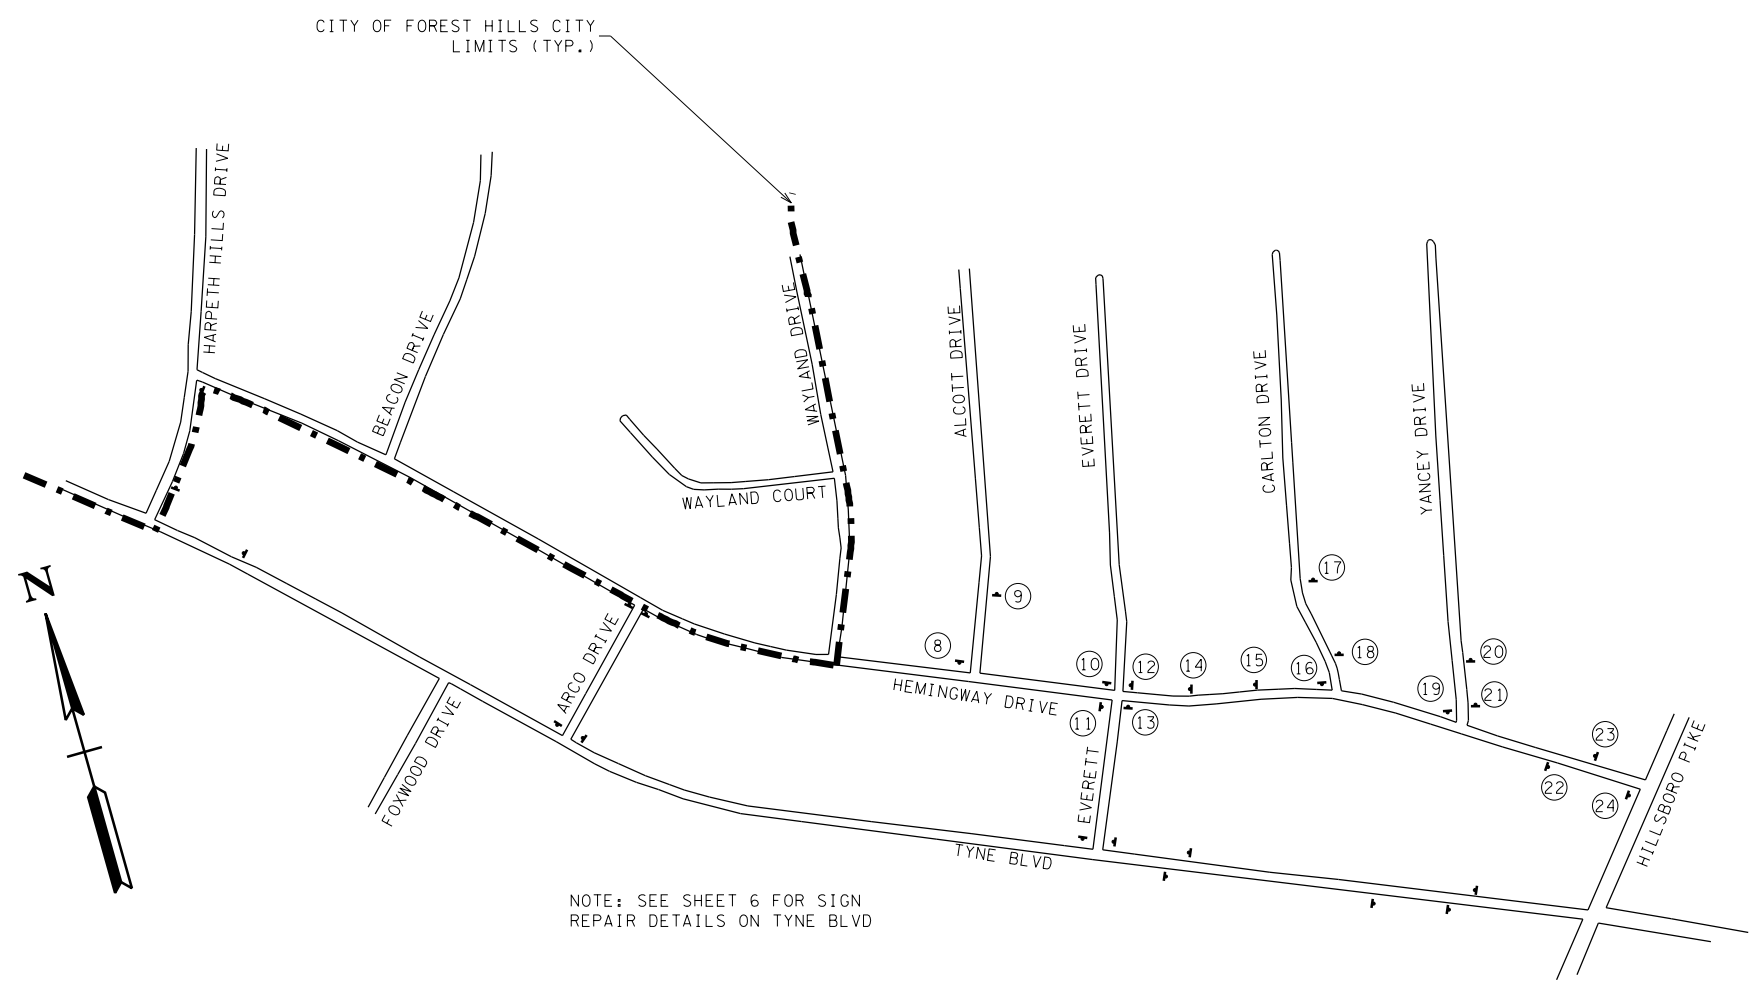 CITY OF FOREST HILLS CITY
LIMITS (TYP.)
HARPETH HILLS DRIVE
BEACON DRIVE
WAYLAND DRIVE
WAYLAND COURT
ALCOTT DRIVE
EVERETT DRIVE
CARLTON DRIVE
YANCEY DRIVE
N
17
9
8
10
12
14
15
16
18
20
19
21
HEMINGWAY DRIVE
11
13
23
22
24
ARCO DRIVE
FOXWOOD DRIVE
EVERETT
HILLSBORO PIKE
TYNE BLVD
NOTE: SEE SHEET 6 FOR SIGN
REPAIR DETAILS ON TYNE BLVD